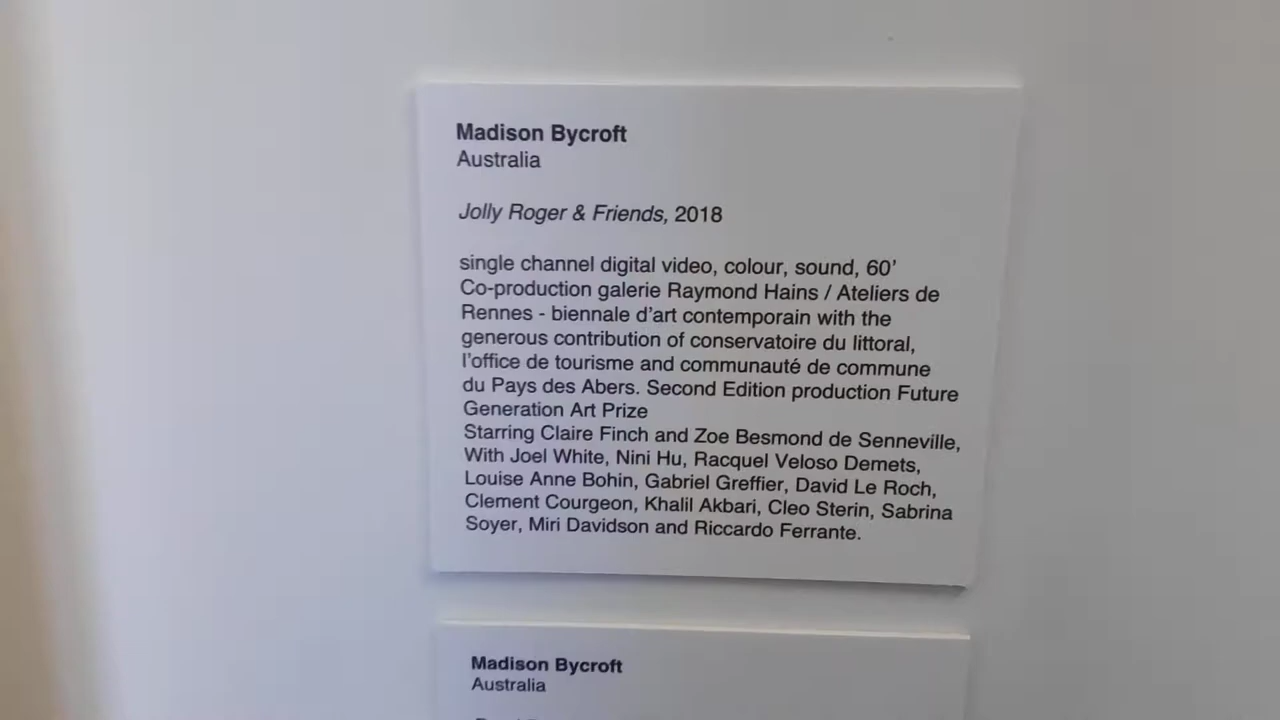 Madison Bycroft
Australia
Jolly Roger & Friends, 2018
single channel digital video, colour, sound, 60’
Co-production galerie Raymond Hains / Ateliers de
Rennes - biennale d’art contemporain with the
generous contribution of conservatoire du littoral,
l’office de tourisme and communauté de commune
du Pays des Abers. Second Edition production Future
Generation Art Prize
Starring Claire Finch and Zoe Besmond de Senneville,
With Joel White, Nini Hu, Racquel Veloso Demets,
Louise Anne Bohin, Gabriel Greffier, David Le Roch,
Clement Courgeon, Khalil Akbari, Cleo Sterin, Sabrina
Soyer, Miri Davidson and Riccardo Ferrante.
Madison Bycroft
Australia